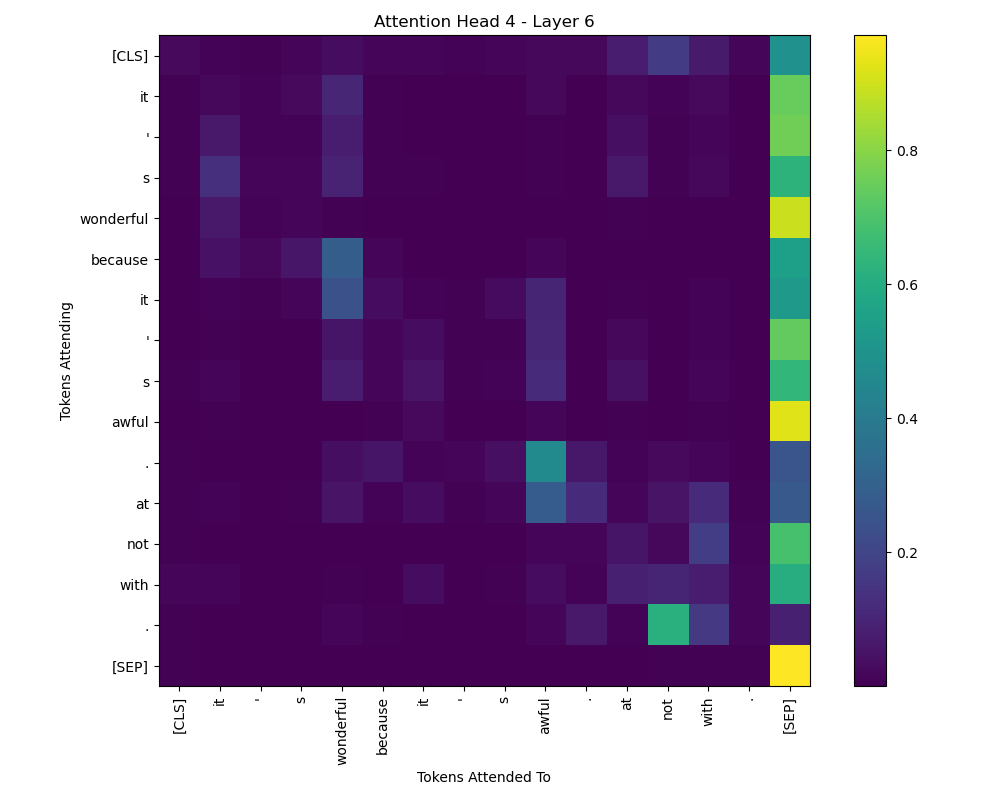 Attention Head 4 - Layer 6
Tokens Attending
[CLS]
it
'
s
wonderful
because
it
'
s
awful
.
at
not
with
.
[SEP]
[CLS]
it
'
s
wonderful
because
it
'
s
awful
.
at
not
with
.
[SEP]
Tokens Attended To
0.8
0.6
0.4
0.2